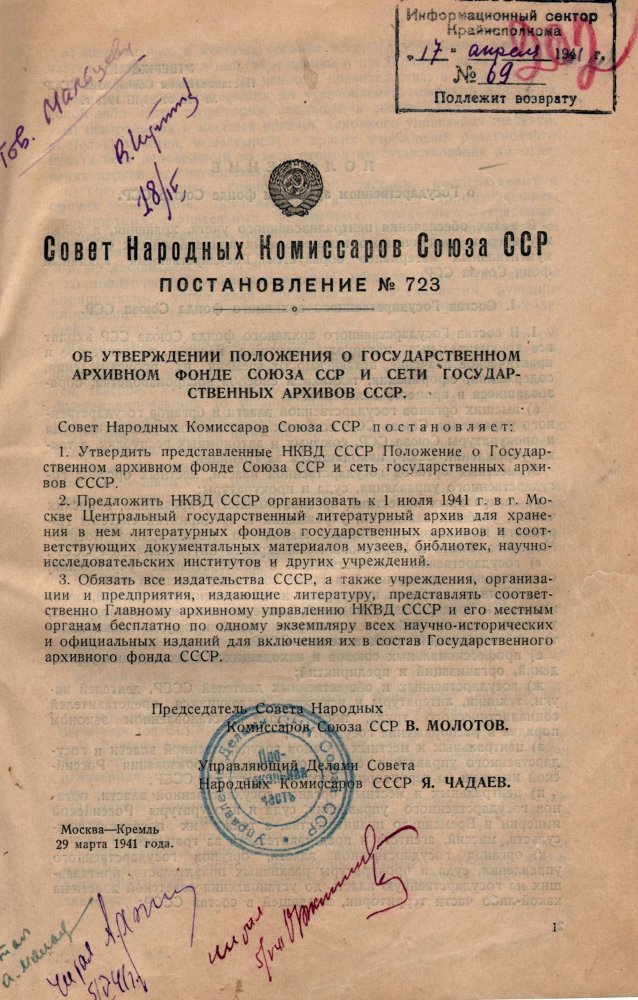 Информационный сектор
Крайисполкома
"17" апреля 1941 г.
№ 69
Подлежит возврату
202
Тов. Мальцеву
18/IV
Совет Народных Комиссаров Союза ССР
ПОСТАНОВЛЕНИЕ № 723
ОБ УТВЕРЖДЕНИИ ПОЛОЖЕНИЯ О ГОСУДАРСТВЕННОМ
АРХИВНОМ ФОНДЕ СОЮЗА ССР И СЕТИ ГОСУДАР-
СТВЕННЫХ АРХИВОВ СССР.
Совет Народных Комиссаров Союза ССР постановляет:
1. Утвердить представленные НКВД СССР Положение о Государ-
ственном архивном фонде Союза ССР и сеть государственных архи-
вов СССР.
2. Предложить НКВД СССР организовать к 1 июля 1941 г. в г. Мо-
скве Центральный государственный литературный архив для хране-
ния в нем литературных фондов государственных архивов и соот-
ветствующих документальных материалов музеев, библиотек, научно-
исследовательских институтов и других учреждений.
3. Обязать все издательства СССР, а также учреждения, организа-
ции и предприятия, издающие литературу, представлять соответ-
ственно Главному архивному управлению НКВД СССР и его местным
органам бесплатно по одному экземпляру всех научно-исторических
и официальных изданий для включения их в состав Государственного
архивного фонда СССР.
Председатель Совета Народных
Комиссаров Союза ССР В. МОЛОТОВ.
Управляющий Делами Совета
Народных Комиссаров СССР Я. ЧАДАЕВ.
Москва—Кремль
29 марта 1941 года.
читал
читал
1